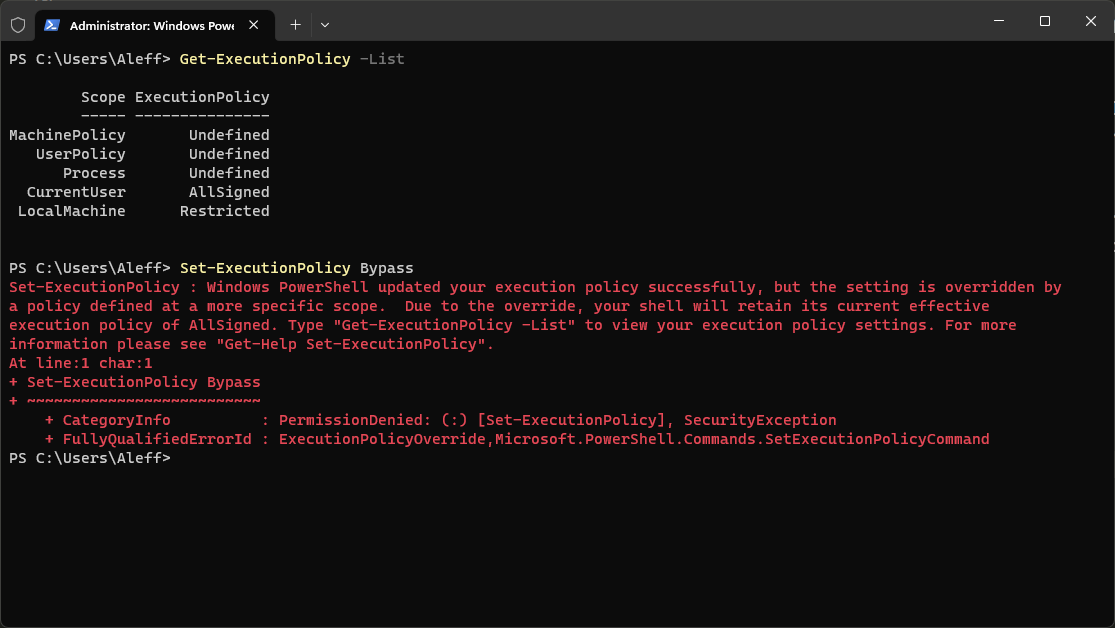 Administrator: Windows Powe
PS C:\Users\Aleff> Get-ExecutionPolicy -List
        Scope ExecutionPolicy
        ----- ---------------
MachinePolicy       Undefined
   UserPolicy       Undefined
      Process       Undefined
  CurrentUser       AllSigned
 LocalMachine      Restricted
PS C:\Users\Aleff> Set-ExecutionPolicy Bypass
Set-ExecutionPolicy : Windows PowerShell updated your execution policy successfully, but the setting is overridden by
a policy defined at a more specific scope.  Due to the override, your shell will retain its current effective
execution policy of AllSigned. Type "Get-ExecutionPolicy -List" to view your execution policy settings. For more
information please see "Get-Help Set-ExecutionPolicy".
At line:1 char:1
+ Set-ExecutionPolicy Bypass
+ ~~~~~~~~~~~~~~~~~~~~~~~~~~
    + CategoryInfo          : PermissionDenied: (:) [Set-ExecutionPolicy], SecurityException
    + FullyQualifiedErrorId : ExecutionPolicyOverride,Microsoft.PowerShell.Commands.SetExecutionPolicyCommand
PS C:\Users\Aleff>